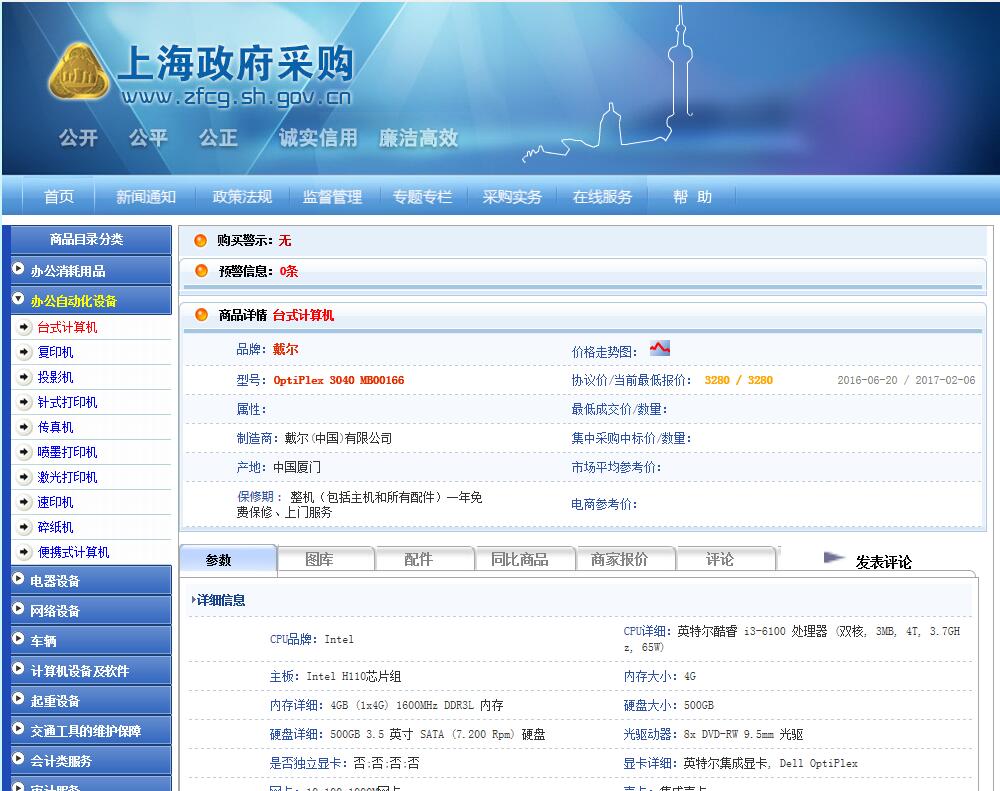 上海政府采购
www.zfcg.sh.gov.cn
公开 公平 公正 诚实信用 廉洁高效
首页 新闻通知 政策法规 监督管理 专题专栏 采购实务 在线服务 帮 助
商品目录分类
办公消耗用品
办公自动化设备
台式计算机
复印机
投影机
针式打印机
传真机
喷墨打印机
激光打印机
速印机
碎纸机
便携式计算机
电器设备
网络设备
车辆
计算机设备及软件
起重设备
交通工具的维护保障
会计类服务
审计服务
购买警示: 无
预警信息: 0条
商品详情 台式计算机
品牌: 戴尔 价格走势图:
型号: OptiPlex 3040 MB00166 协议价/当前最低报价: 3280 / 3280 2016-06-20 / 2017-02-06
属性: 最低成交价/数量:
制造商: 戴尔(中国)有限公司 集中采购中标价/数量:
产地: 中国厦门 市场平均参考价:
保修期: 整机（包括主机和所有配件）一年免
费保修、上门服务
电商参考价:
参数 图库 配件 同比商品 商家报价 评论 发表评论
详细信息
CPU品牌: Intel
CPU详细: 英特尔酷睿 i3-6100 处理器 (双核, 3MB, 4T, 3.7GH
z, 65W)
主板: Intel H110芯片组 内存大小: 4G
内存详细: 4GB (1x4G) 1600MHz DDR3L 内存 硬盘大小: 500GB
硬盘详细: 500GB 3.5 英寸 SATA (7.200 Rpm) 硬盘 光驱动器: 8x DVD-RW 9.5mm 光驱
是否独立显卡: 否;否;否;否 显卡详细: 英特尔集成显卡, Dell OptiPlex